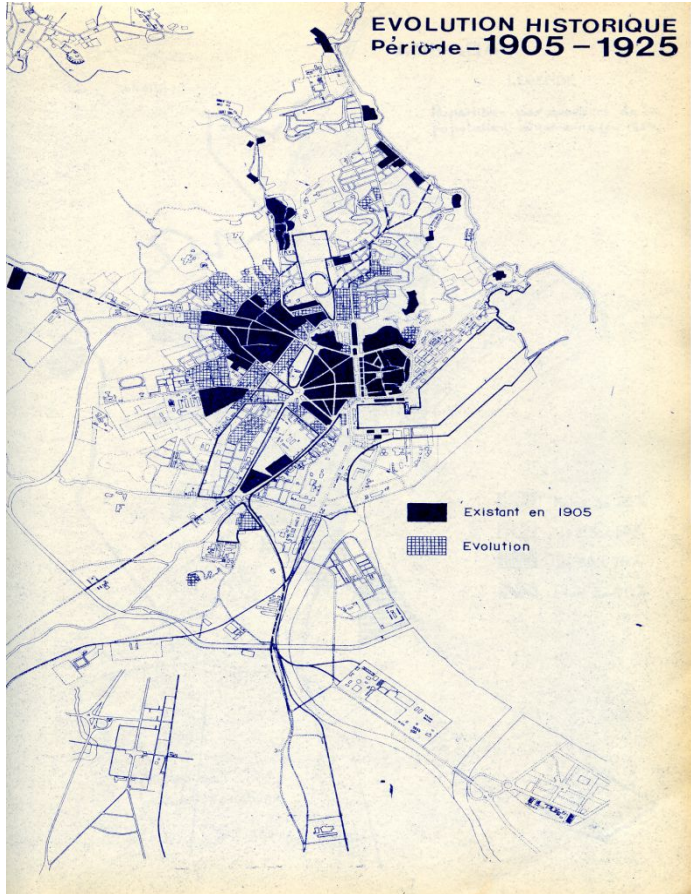 EVOLUTION HISTORIQUE
Période - 1905 - 1925
Existant en 1905
Evolution